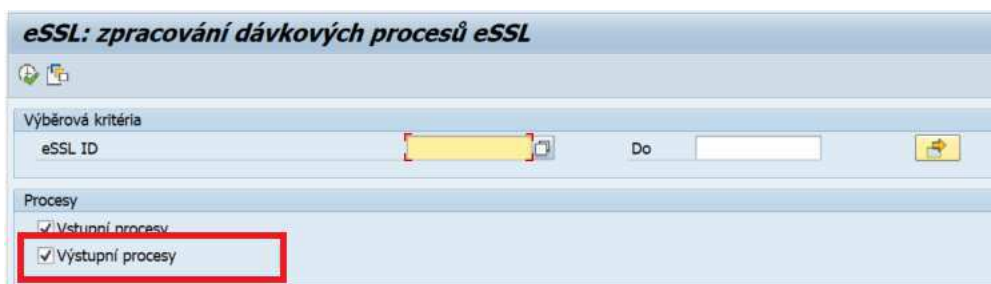 eSSL: zpracování dávkových procesů eSSL
Výběrová kritéria
eSSL ID Do
Procesy
Vstupní procesy
Výstupní procesy